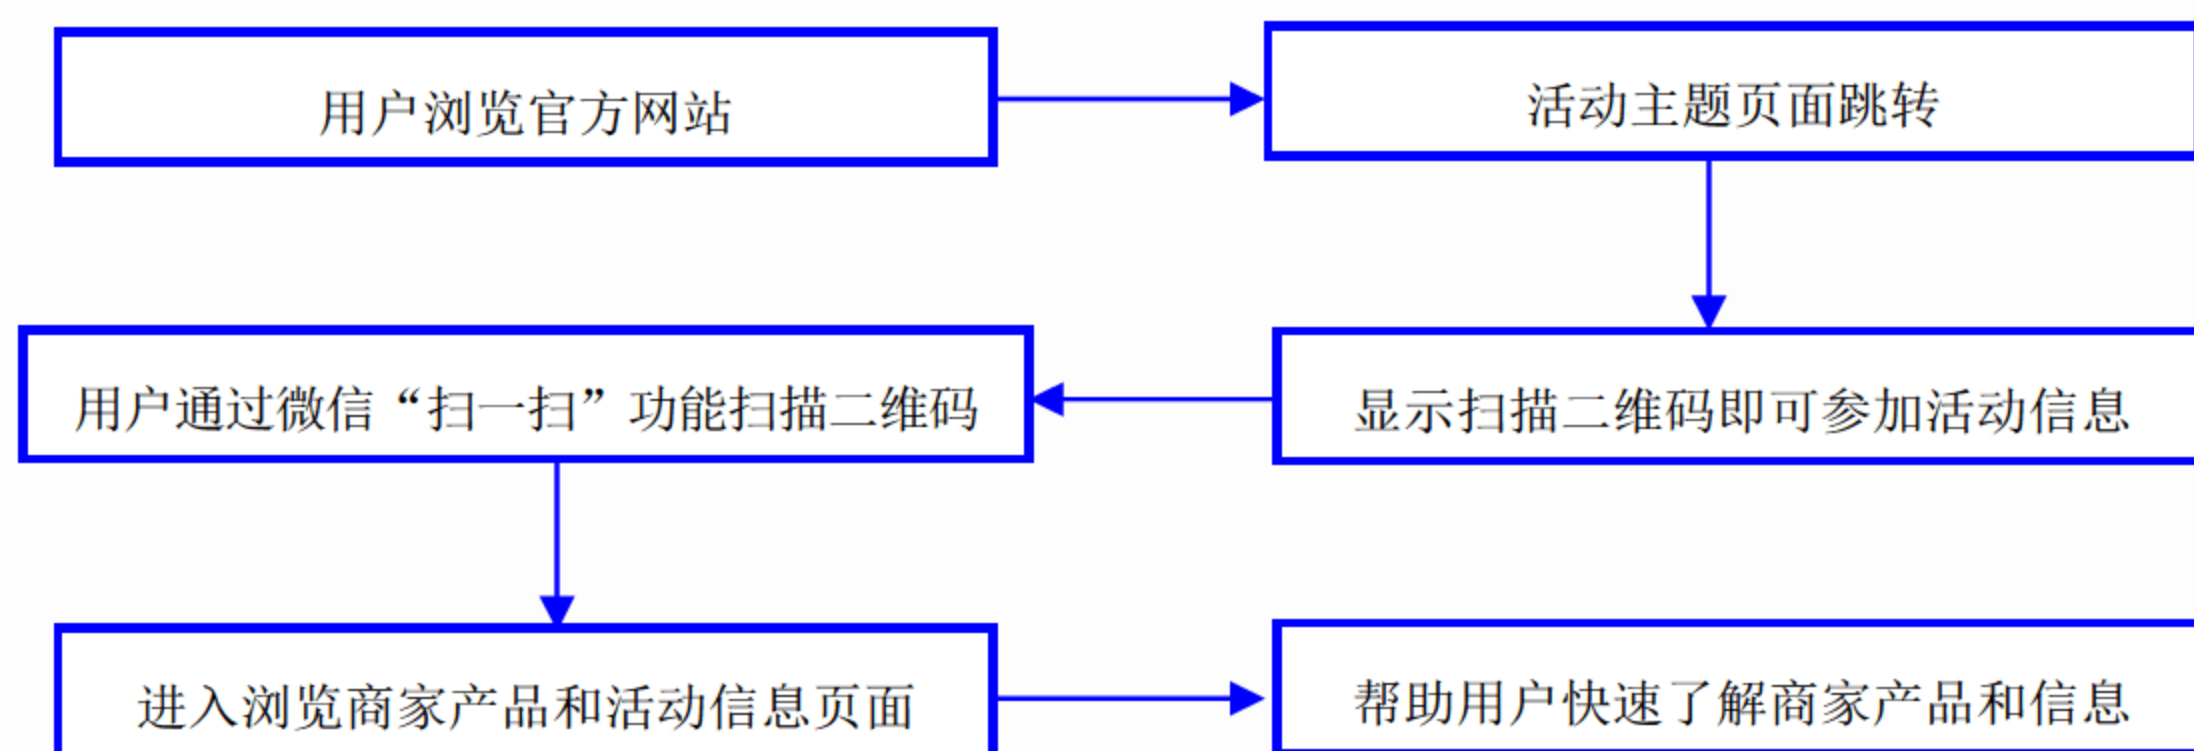 用户浏览官方网站
活动主题页面跳转
用户通过微信“扫一扫”功能扫描二维码
显示扫描二维码即可参加活动信息
进入浏览商家产品和活动信息页面
帮助用户快速了解商家产品和信息